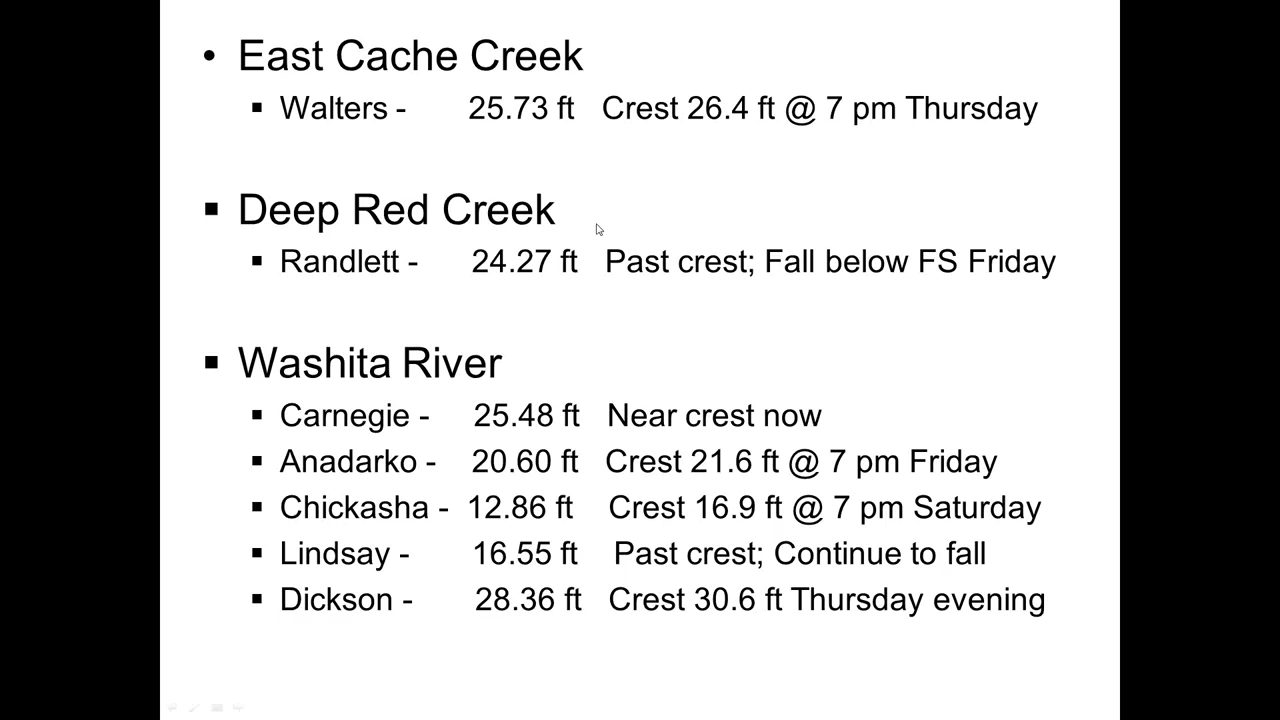 • East Cache Creek
▪ Walters - 25.73 ft Crest 26.4 ft @ 7 pm Thursday
▪ Deep Red Creek
▪ Randlett - 24.27 ft Past crest; Fall below FS Friday
▪ Washita River
▪ Carnegie - 25.48 ft Near crest now
▪ Anadarko - 20.60 ft Crest 21.6 ft @ 7 pm Friday
▪ Chickasha - 12.86 ft Crest 16.9 ft @ 7 pm Saturday
▪ Lindsay - 16.55 ft Past crest; Continue to fall
▪ Dickson - 28.36 ft Crest 30.6 ft Thursday evening